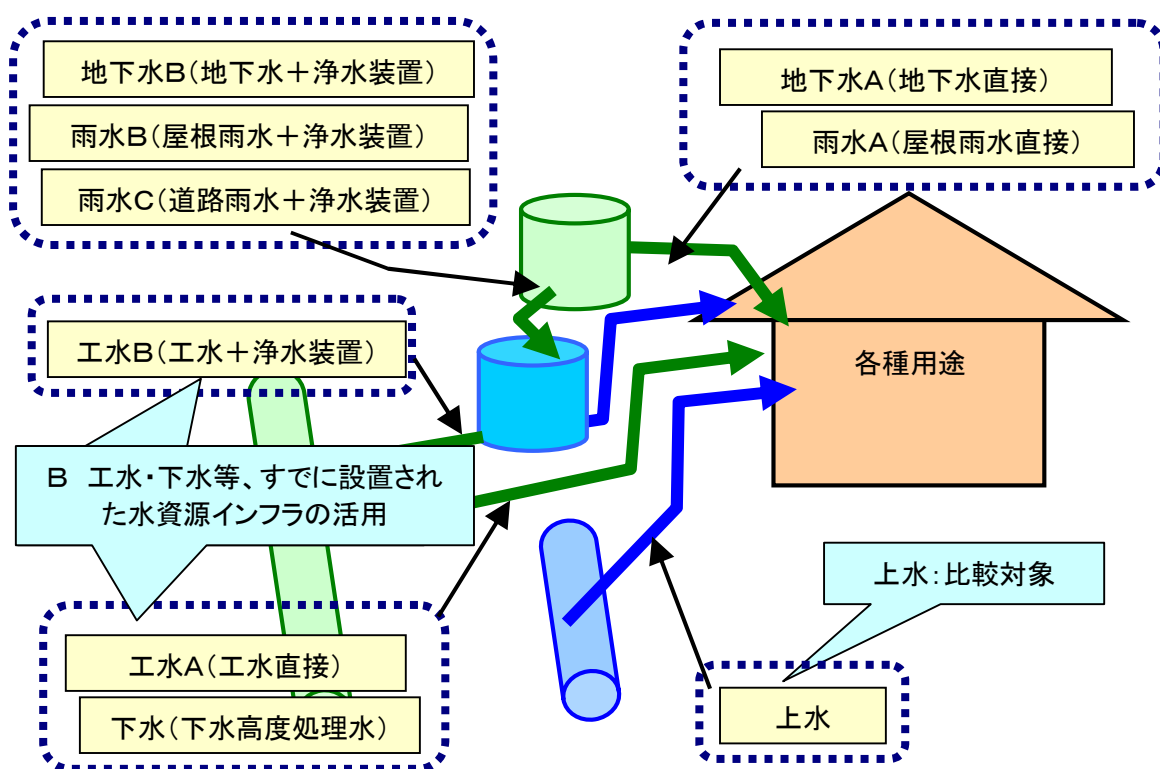 地下水B(地下水+浄水装置)
雨水B(屋根雨水+浄水装置)
雨水C(道路雨水+浄水装置)
地下水A(地下水直接)
雨水A(屋根雨水直接)
工水B(工水+浄水装置)
各種用途
B 工水・下水等、すでに設置され
た水資源インフラの活用
上水:比較対象
工水A(工水直接)
下水(下水高度処理水)
上水